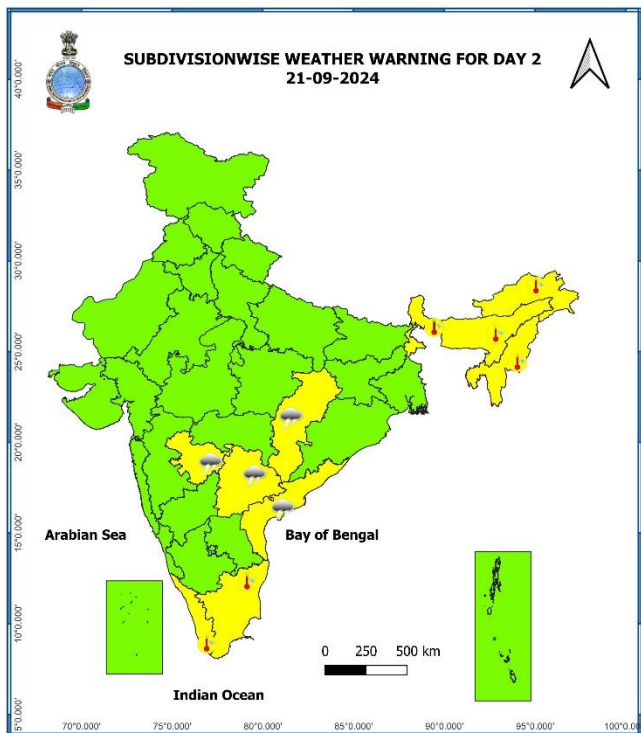 SUBDIVISIONWISE WEATHER WARNING FOR DAY 2
21-09-2024
40°0.000'
35°0.000'
30°0.000'
25°0.000'
20°0.000'
15°0.000'
10°0.000'
5°0.000'
Arabian Sea
Bay of Bengal
0 250 500 km
Indian Ocean
70°0.000' 75°0.000' 80°0.000' 85°0.000' 90°0.000' 95°0.000' 100°0.000'